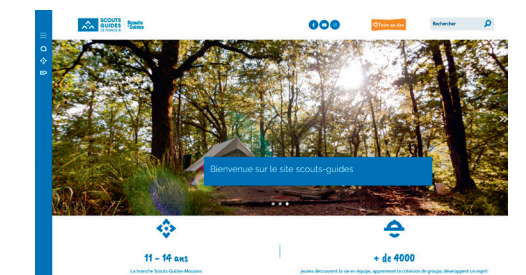 SCOUTS
GUIDES
DE FRANCE
Scouts
Guides
Faire un don
Rechercher
Bienvenue sur le site scouts-guides
11 - 14 ans
La branche Scouts-Guides-Mousses
+ de 4000
jeunes découvrent la vie en équipe, apprennent la cohésion de groupe, développent un esprit